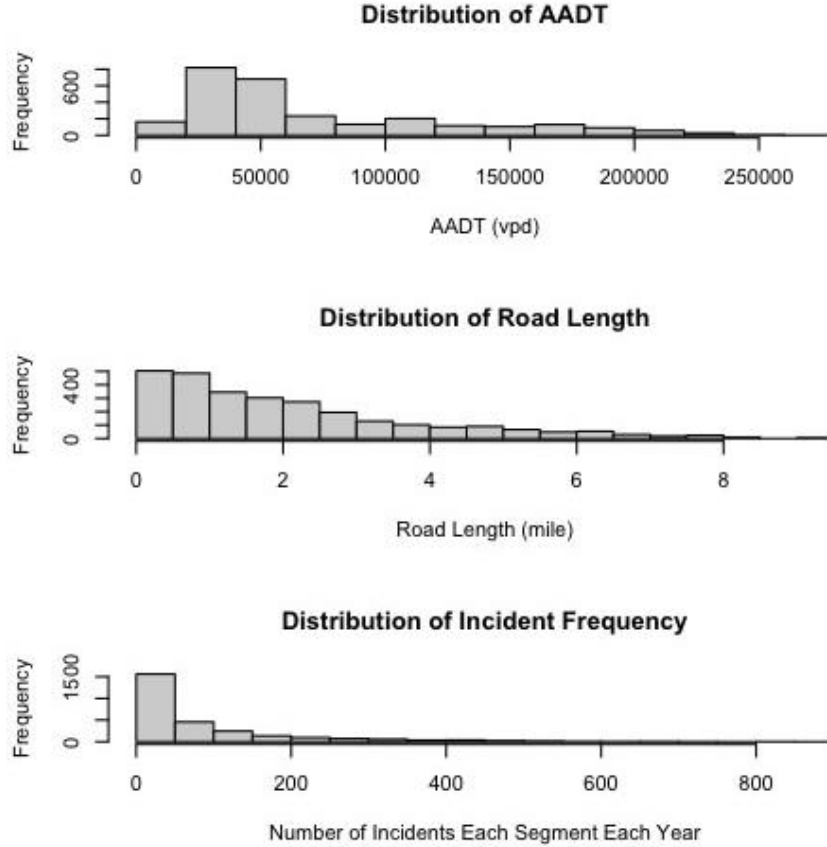 Distribution of AADT
Frequency
600
0
0 50000 100000 150000 200000 250000
AADT (vpd)
Distribution of Road Length
Frequency
400
0
0 2 4 6 8
Road Length (mile)
Distribution of Incident Frequency
Frequency
1500
0
0 200 400 600 800
Number of Incidents Each Segment Each Year